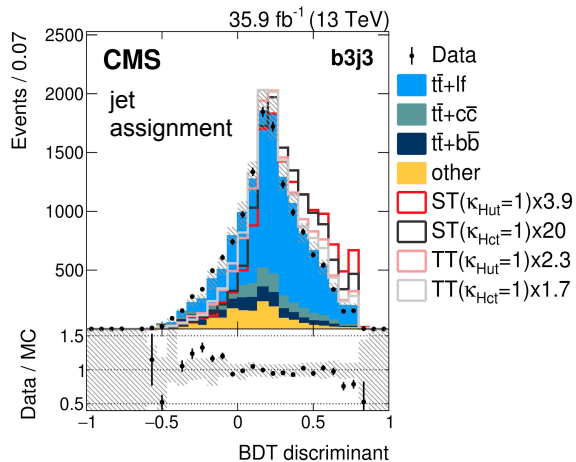 35.9 fb⁻¹ (13 TeV)
Events / 0.07
CMS
b3j3
jet
assignment
2500
2000
1500
1000
500
Data
tt̄+lf
tt̄+cc̄
tt̄+bb̄
other
ST(κHut=1)x3.9
ST(κHct=1)x20
TT(κHut=1)x2.3
TT(κHct=1)x1.7
Data / MC
1.5
1
0.5
−1
−0.5
0
0.5
1
BDT discriminant